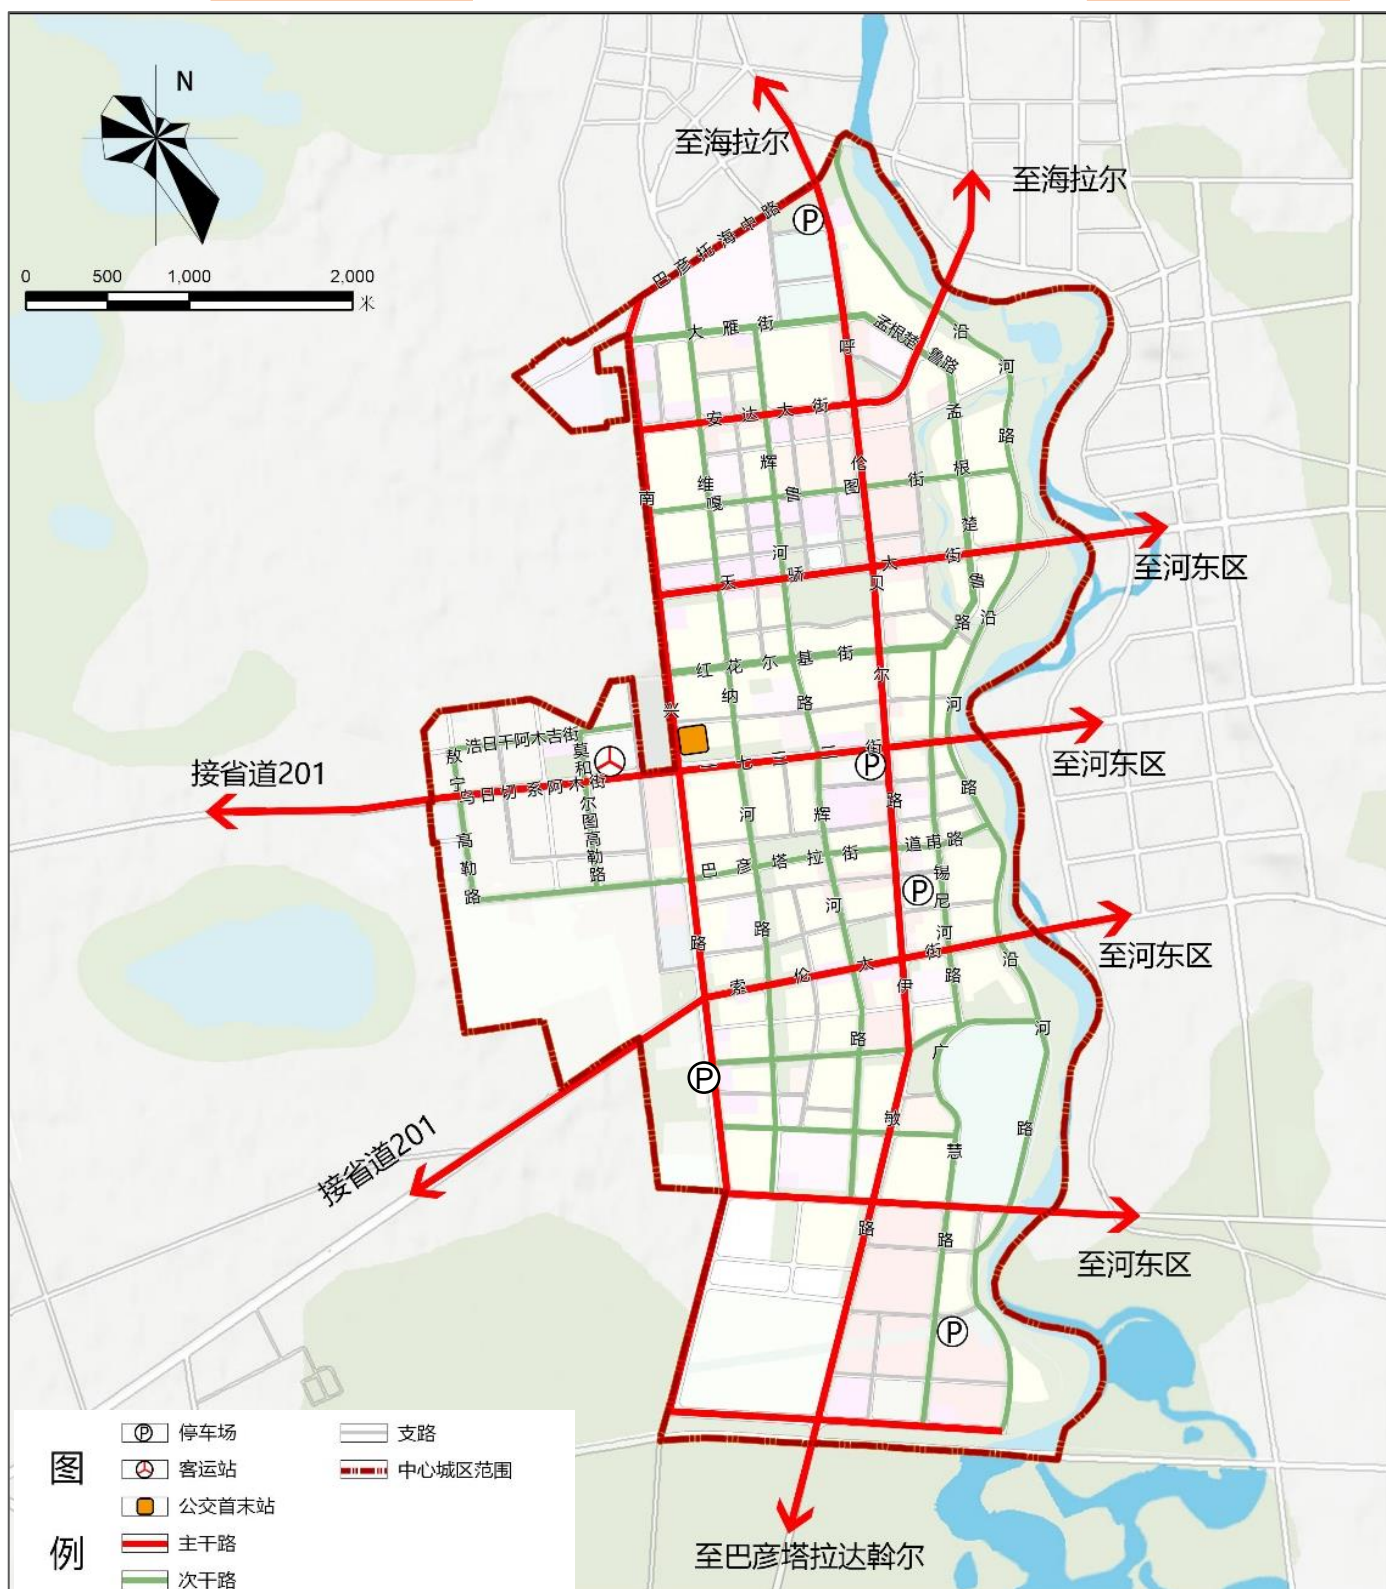 N
0 500 1,000 2,000
米
至海拉尔
至海拉尔
巴彦托海中路
大雁街
孟根楚鲁路
沿河路
呼伦贝尔路
安达大街
孟根楚鲁路
维纳河路
辉河路
嘎鲁图街
南兴路
天骄大街
至河东区
沿河路
红花尔基街
浩日干阿木吉街
敖宁高勒路
莫和尔图高勒路
乌日切系阿木街
一七三二街
至河东区
接省道201
辉河路
巴彦塔拉街
道甫路
锡尼河路
索伦大街
至河东区
沿河路
伊敏路
广慧路
接省道201
至河东区
至巴彦塔拉达斡尔
图例
P 停车场
客运站
公交首末站
主干路
次干路
支路
中心城区范围
P
P
P
P
P